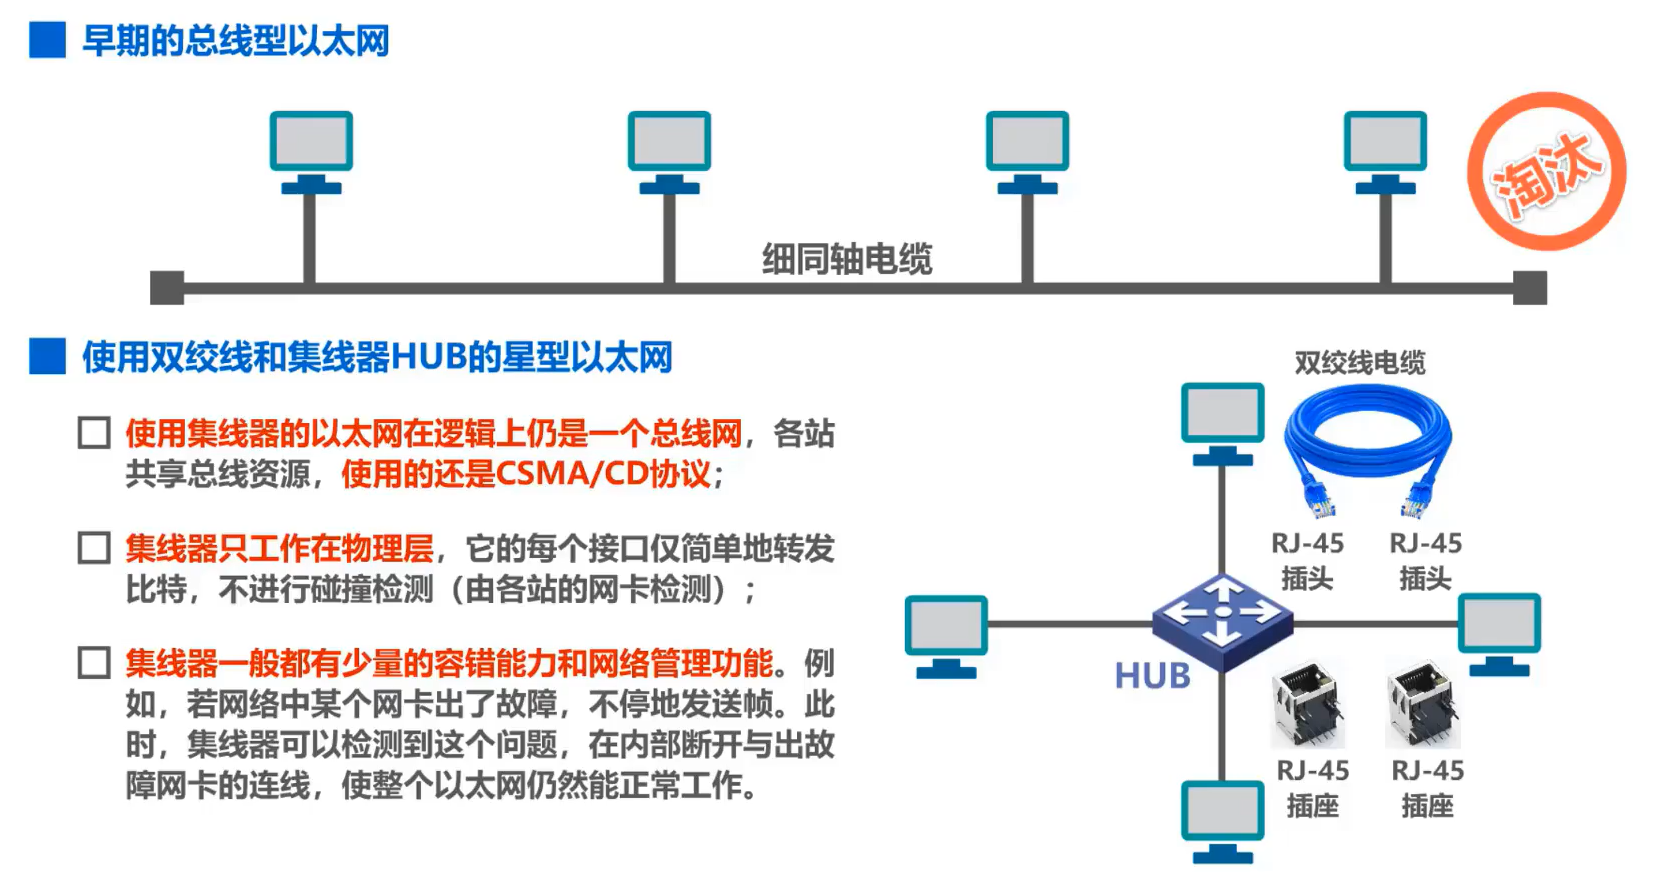 早期的总线型以太网
淘汰
细同轴电缆
使用双绞线和集线器HUB的星型以太网
使用集线器的以太网在逻辑上仍是一个总线网，各站
共享总线资源，使用的还是CSMA/CD协议；
集线器只工作在物理层，它的每个接口仅简单地转发
比特，不进行碰撞检测（由各站的网卡检测）；
集线器一般都有少量的容错能力和网络管理功能。例
如，若网络中某个网卡出了故障，不停地发送帧。此
时，集线器可以检测到这个问题，在内部断开与出故
障网卡的连线，使整个以太网仍然能正常工作。
双绞线电缆
RJ-45 RJ-45
插头 插头
HUB
RJ-45 RJ-45
插座 插座